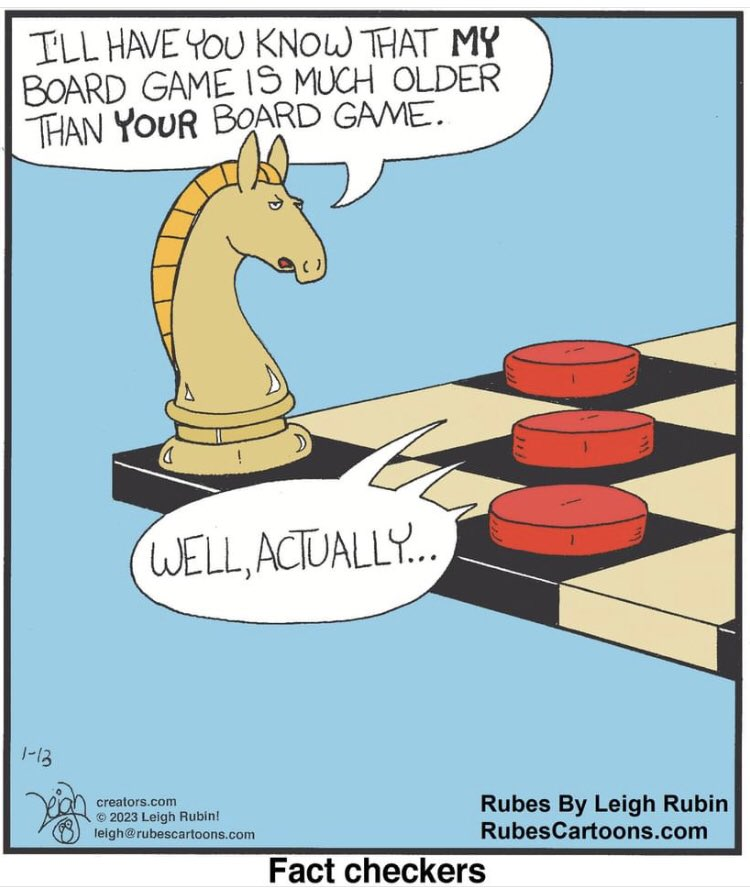 I'LL HAVE YOU KNOW THAT MY
BOARD GAME IS MUCH OLDER
THAN YOUR BOARD GAME.
WELL, ACTUALLY...
1-13
Leigh
creators.com
© 2023 Leigh Rubin!
leigh@rubescartoons.com
Rubes By Leigh Rubin
RubesCartoons.com
Fact checkers